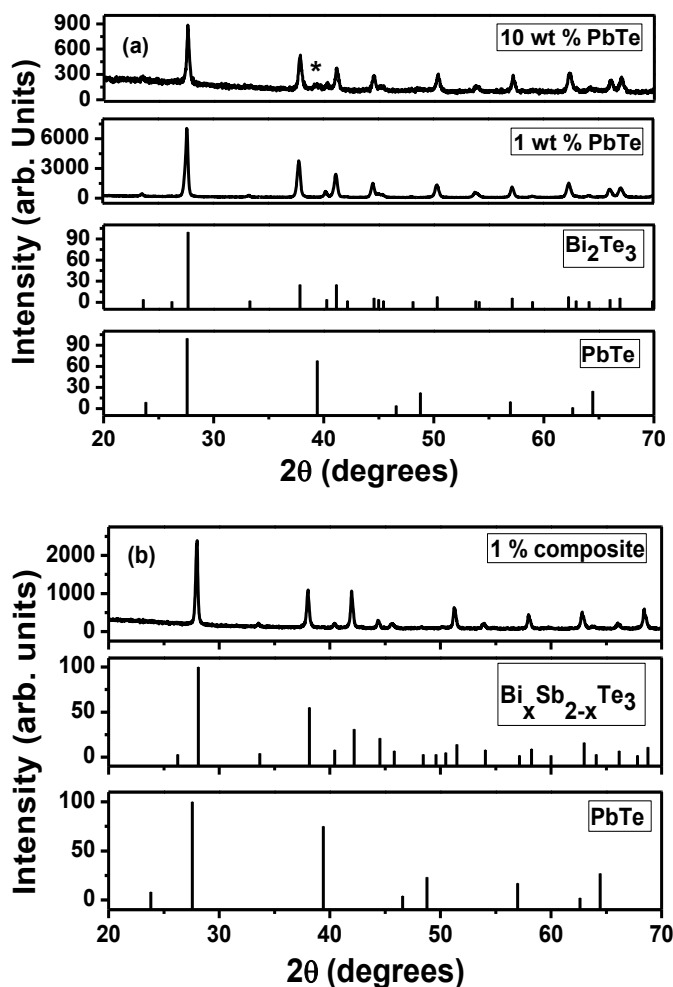 (a)
10 wt % PbTe
*
900
600
300
0
1 wt % PbTe
6000
3000
0
Bi2Te3
90
60
30
0
PbTe
90
60
30
0
20 30 40 50 60 70
2θ (degrees)
Intensity (arb. Units)
(b)
1 % composite
2000
1000
0
BixSb2-xTe3
100
50
0
PbTe
100
50
0
20 30 40 50 60 70
2θ (degrees)
Intensity (arb. units)